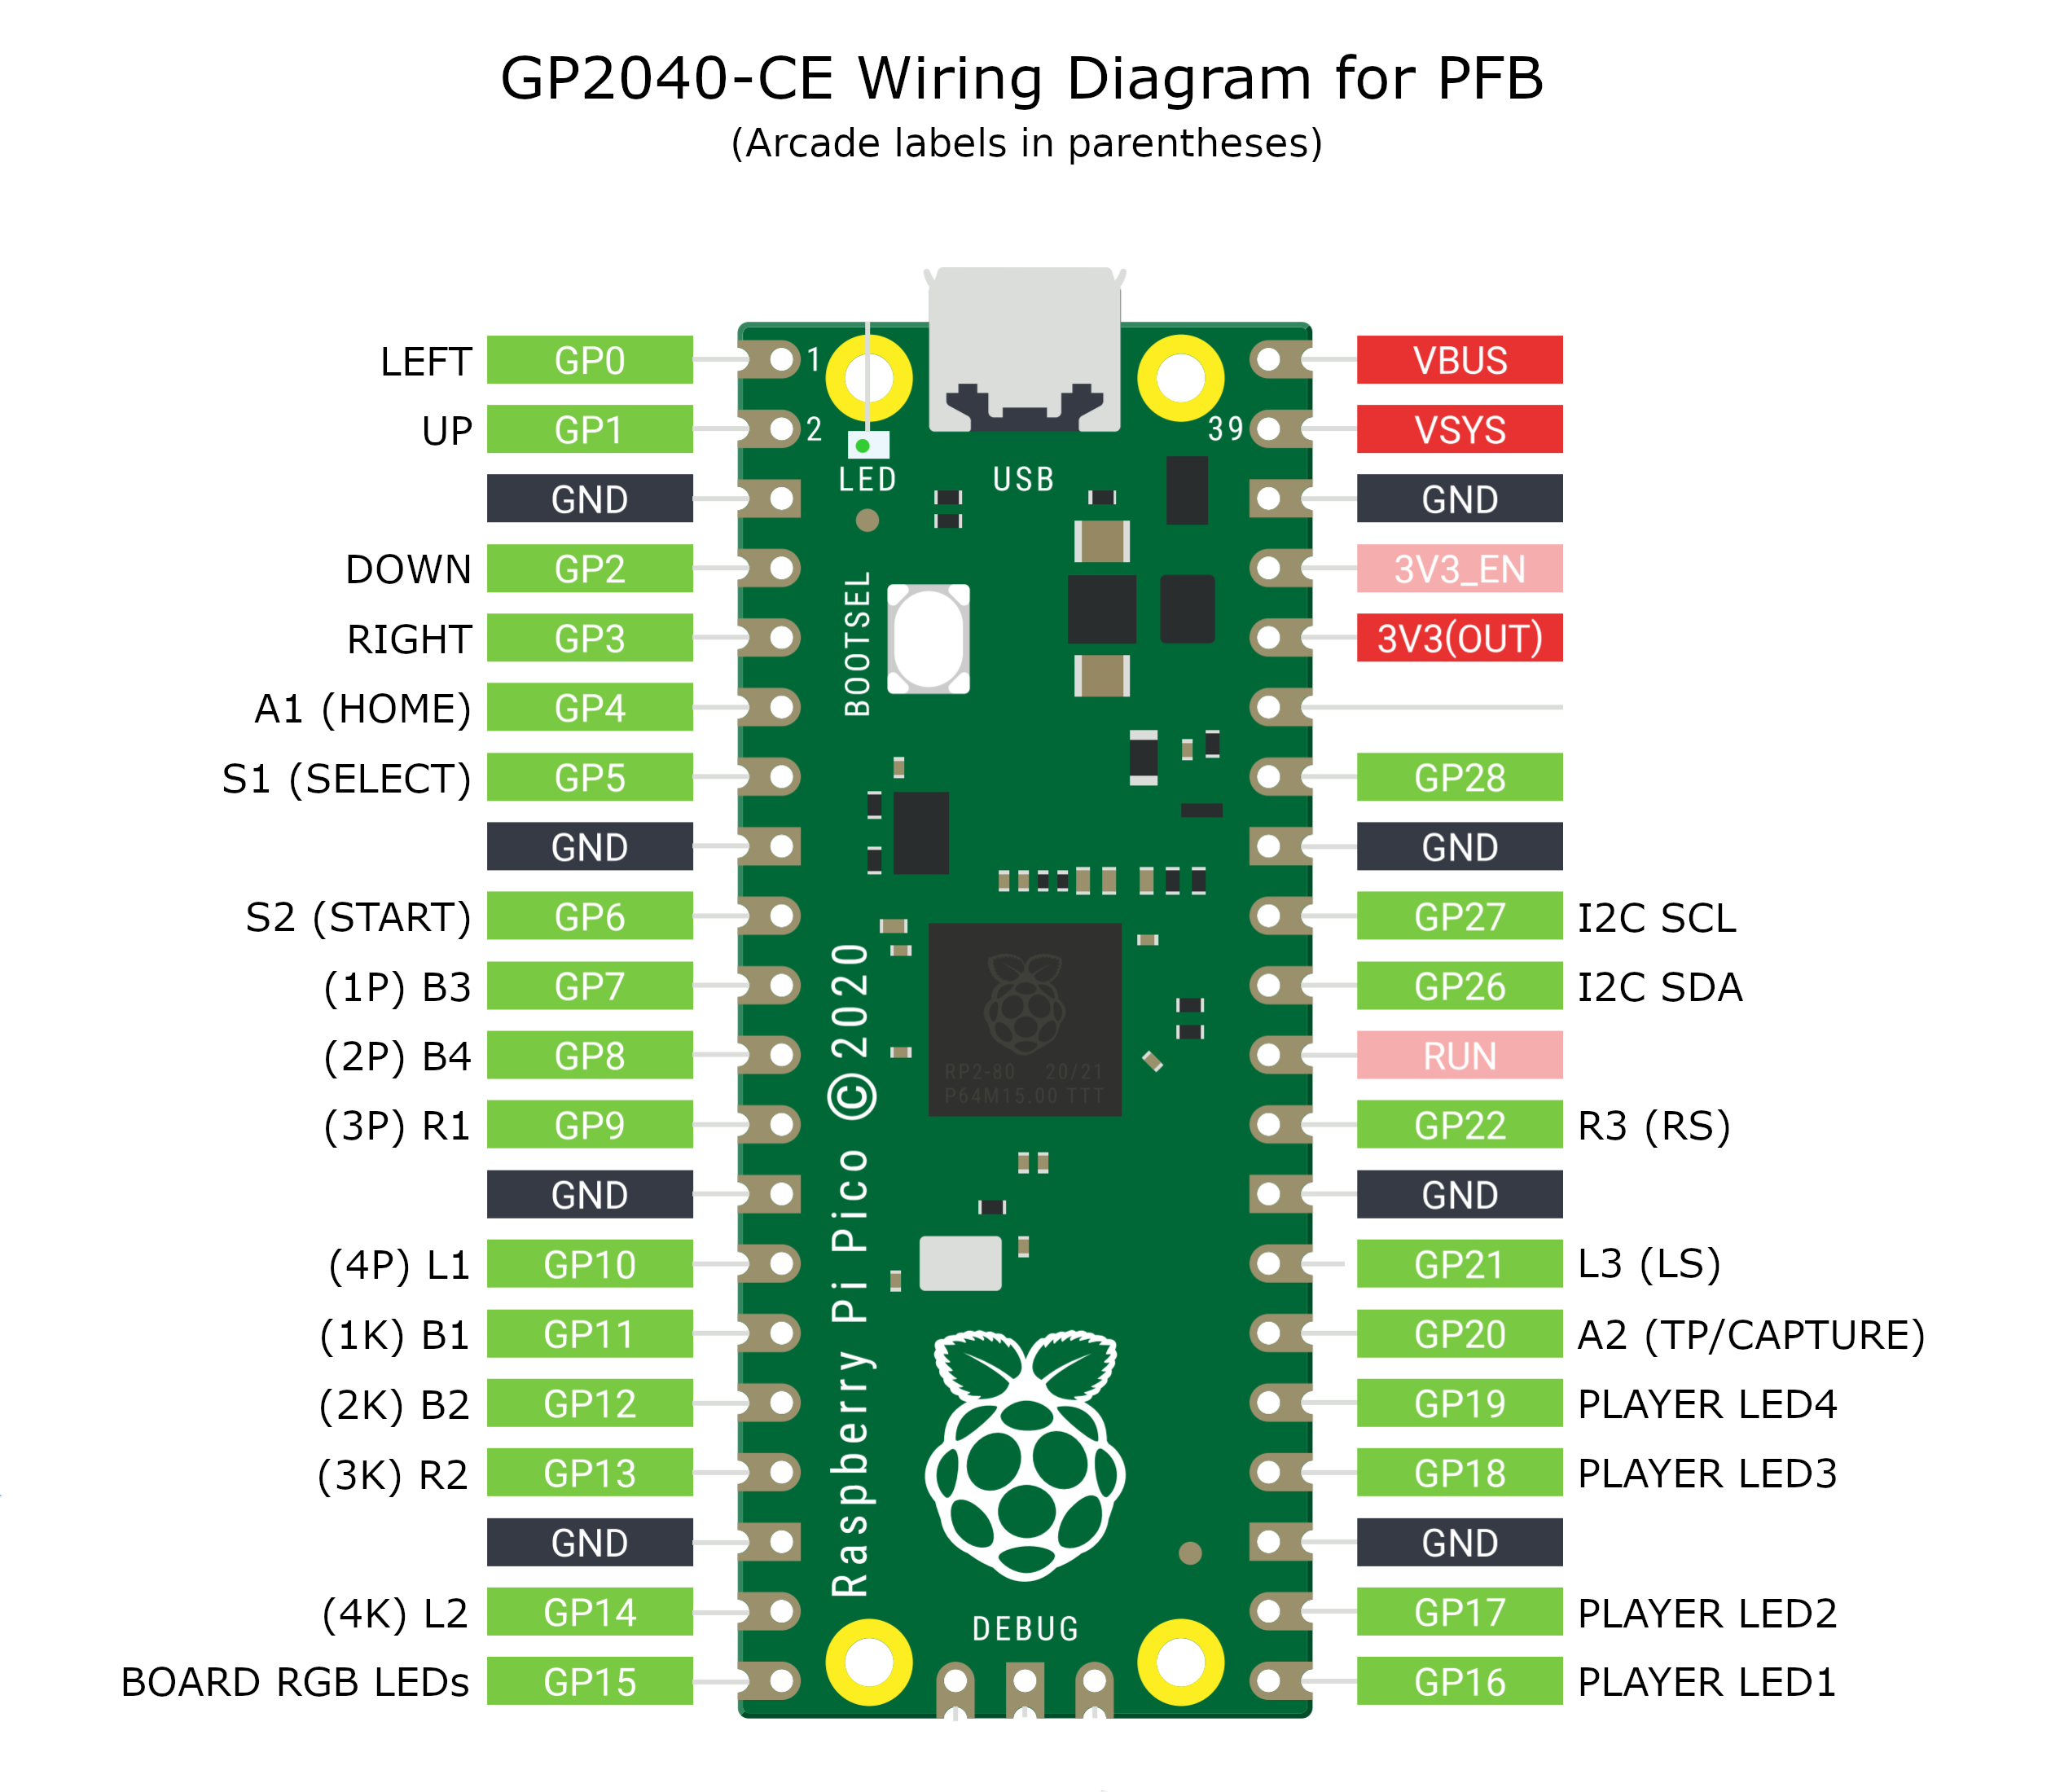 GP2040-CE Wiring Diagram for PFB
(Arcade labels in parentheses)
LEFT GP0 1 VBUS
UP GP1 2 39 VSYS
GND LED USB GND
DOWN GP2 3V3_EN
RIGHT GP3 BOOTSEL 3V3(OUT)
A1 (HOME) GP4
S1 (SELECT) GP5 GP28
GND GND
S2 (START) GP6 GP27 I2C SCL
(1P) B3 GP7 GP26 I2C SDA
(2P) B4 GP8 RUN
RP2-80 20/21
P64M15.00 TTT
(3P) R1 GP9 GP22 R3 (RS)
GND GND
Raspberry Pi Pico ©2020
(4P) L1 GP10 GP21 L3 (LS)
(1K) B1 GP11 GP20 A2 (TP/CAPTURE)
(2K) B2 GP12 GP19 PLAYER LED4
(3K) R2 GP13 GP18 PLAYER LED3
GND GND
(4K) L2 GP14 DEBUG GP17 PLAYER LED2
BOARD RGB LEDs GP15 GP16 PLAYER LED1